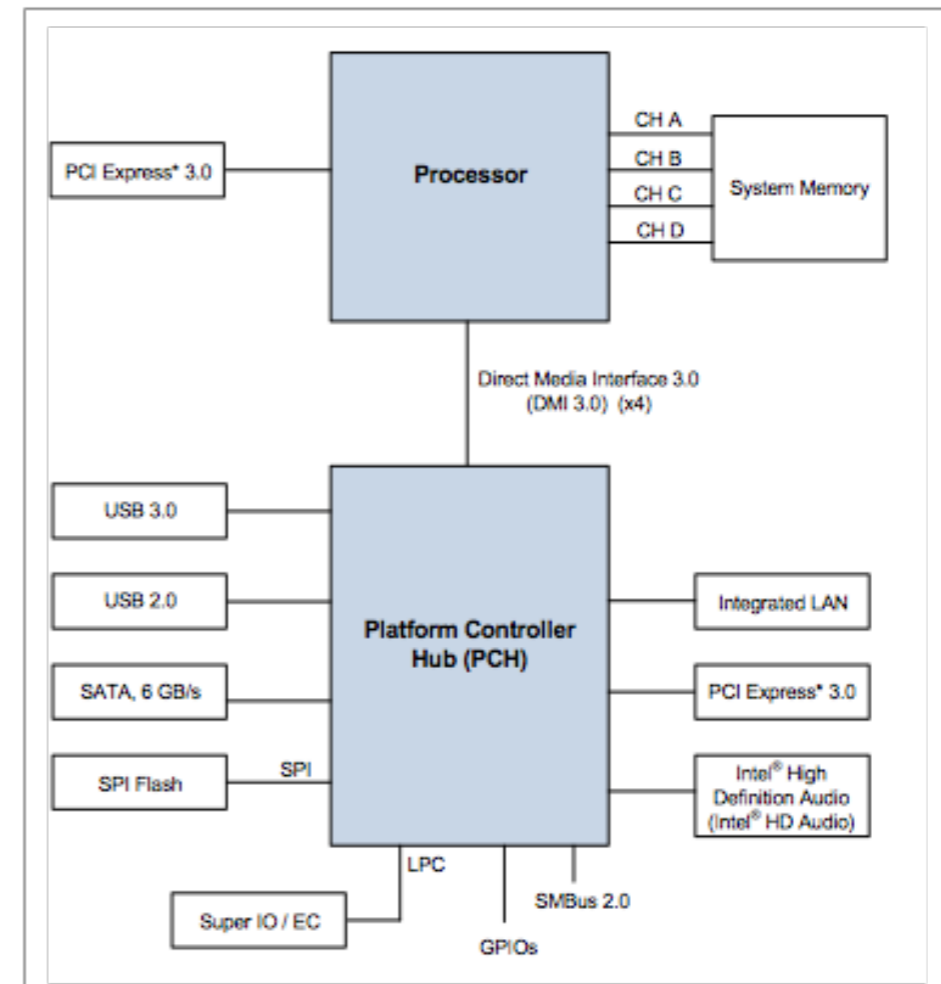 CH A
PCI Express* 3.0
Processor
CH B
System Memory
CH C
CH D
Direct Media Interface 3.0
(DMI 3.0) (x4)
USB 3.0
USB 2.0
Integrated LAN
Platform Controller
Hub (PCH)
SATA, 6 GB/s
PCI Express* 3.0
SPI Flash
SPI
Intel® High
Definition Audio
(Intel® HD Audio)
LPC
SMBus 2.0
Super IO / EC
GPIOs